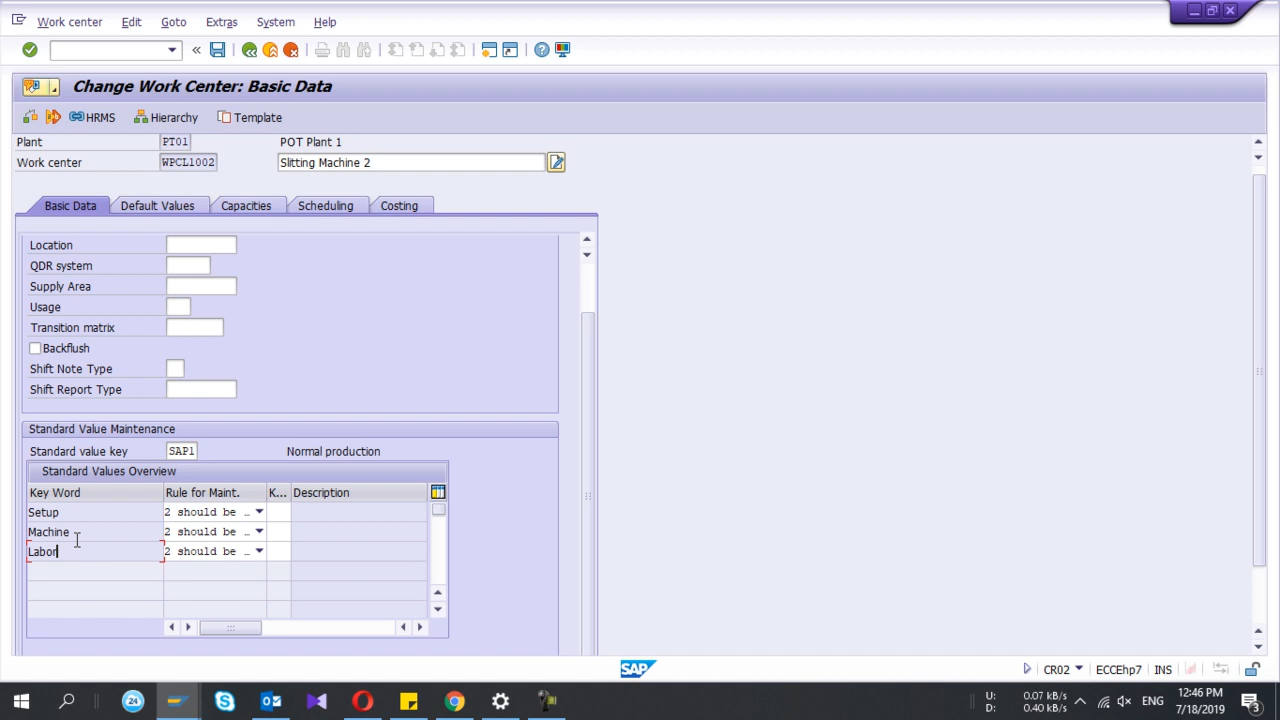 Work center Edit Goto Extras System Help
Change Work Center: Basic Data
HRMS Hierarchy Template
Plant PT01 POT Plant 1
Work center WPCL1002 Slitting Machine 2
Basic Data Default Values Capacities Scheduling Costing
Location
QDR system
Supply Area
Usage
Transition matrix
Backflush
Shift Note Type
Shift Report Type
Standard Value Maintenance
Standard value key SAP1 Normal production
Standard Values Overview
Key Word Rule for Maint. K... Description
Setup 2 should be ...
Machine 2 should be ...
Labor 2 should be ...
SAP CR02 ECCEhp7 INS
24 U: 0.07 kB/s ENG 12:46 PM
D: 0.40 kB/s 7/18/2019 3